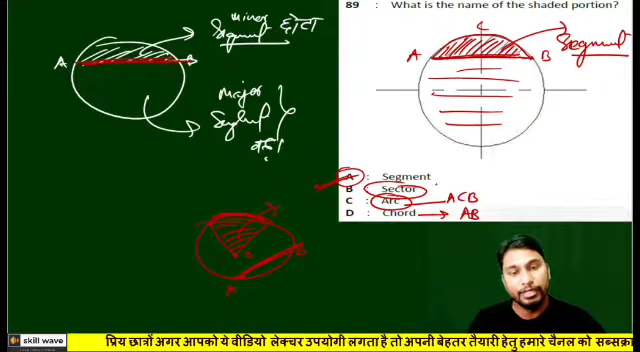 89 : What is the name of the shaded portion?
C
A B
Segment
A : Segment
B : Sector
C : Arc ACB
D : Chord AB
minor
Segment छोटा
A B
major
Segment
बड़ा
O
A B
skill wave
प्रिय छात्रों अगर आपको ये वीडियो लेक्चर उपयोगी लगता है तो अपनी बेहतर तैयारी हेतु हमारे चैनल को सब्सक्रा